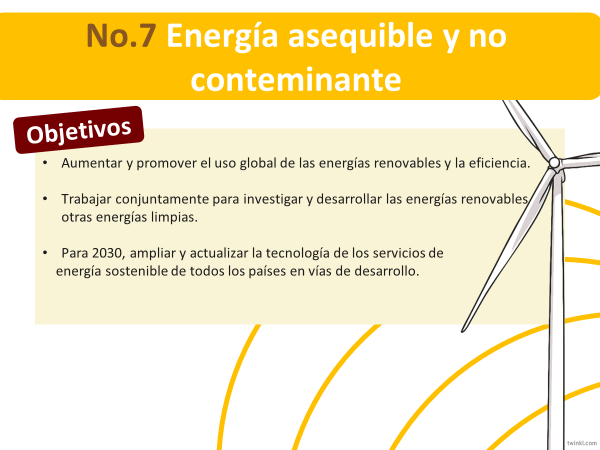 No.7 Energía asequible y no
conteminante
Objetivos
• Aumentar y promover el uso global de las energías renovables y la eficiencia.
• Trabajar conjuntamente para investigar y desarrollar las energías renovables
otras energías limpias.
• Para 2030, ampliar y actualizar la tecnología de los servicios de
energía sostenible de todos los países en vías de desarrollo.
twinkl.com